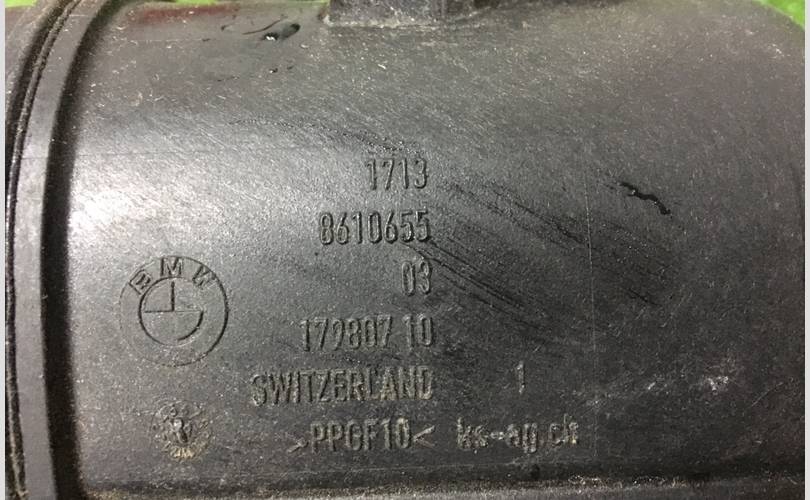 1713
8610655
03
BMW
179807 10
SWITZERLAND 1
>PPGF10< ks-ag.ch